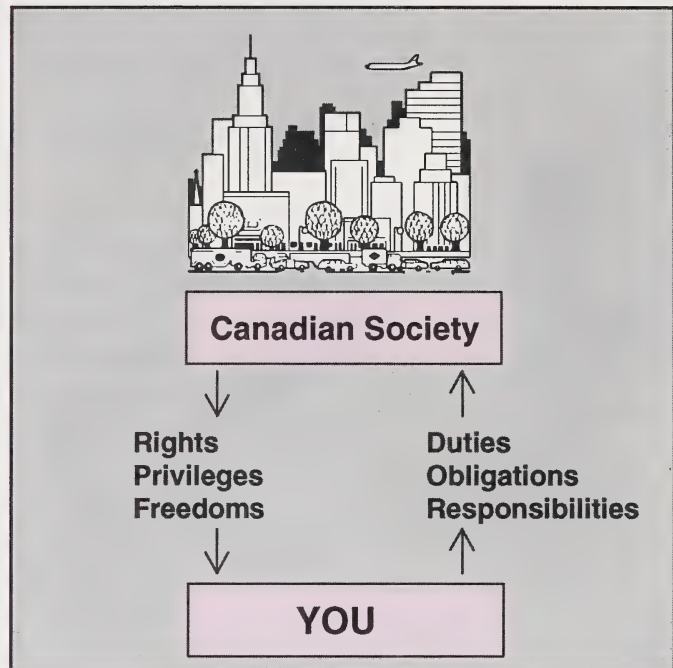 Canadian Society
Rights
Privileges
Freedoms
Duties
Obligations
Responsibilities
YOU